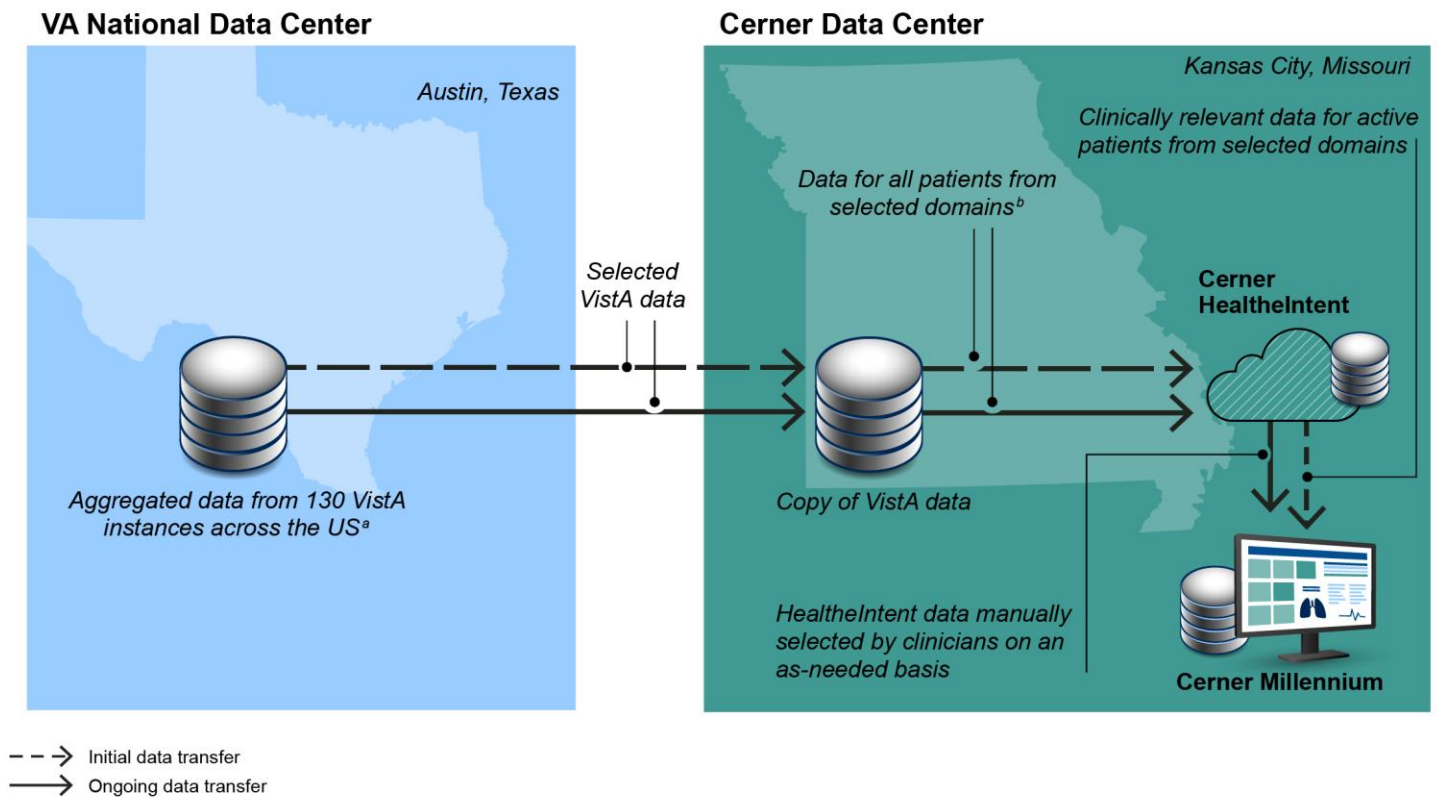 VA National Data Center
Austin, Texas
Aggregated data from 130 VistA
instances across the US^a
Selected
VistA data
Cerner Data Center
Kansas City, Missouri
Clinically relevant data for active
patients from selected domains
Data for all patients from
selected domains^b
Cerner
HealtheIntent
Copy of VistA data
HealtheIntent data manually
selected by clinicians on an
as-needed basis
Cerner Millennium
Initial data transfer
Ongoing data transfer